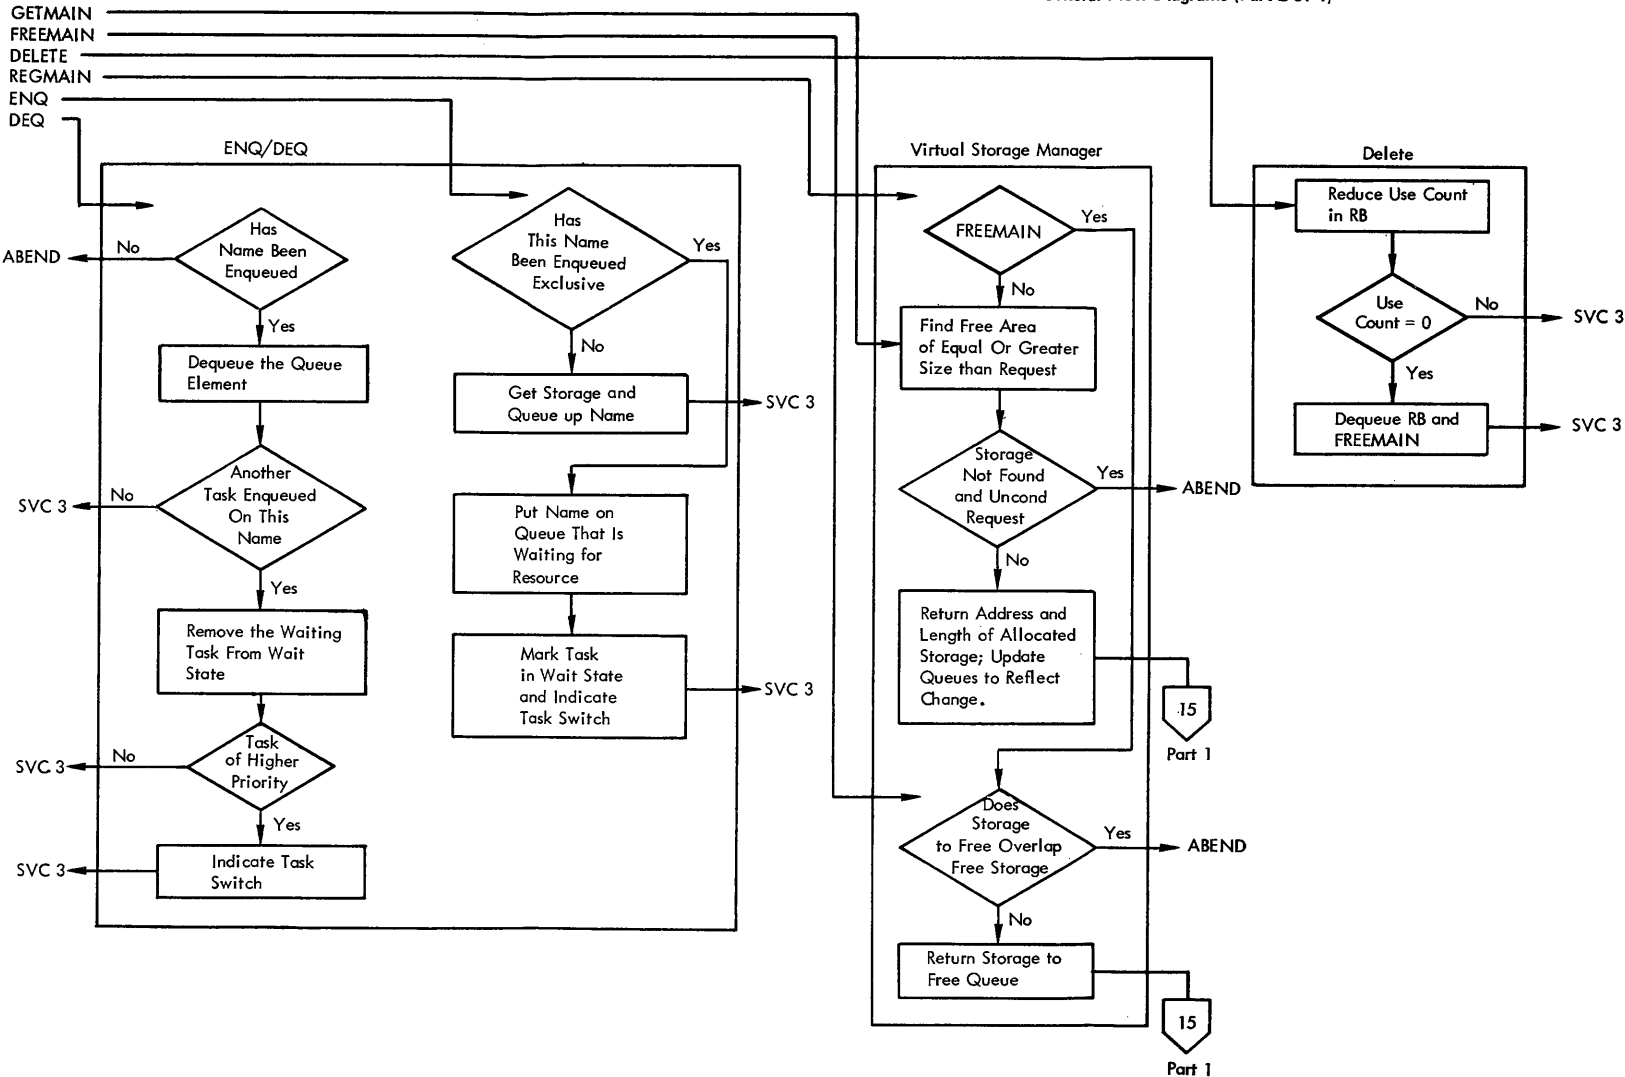 GETMAIN
FREEMAIN
DELETE
REGMAIN
ENQ
DEQ
ENQ/DEQ
Has
Name Been
Enqueued
No
ABEND
Yes
Dequeue the Queue
Element
Another
Task Enqueued
On This
Name
No
SVC 3
Yes
Remove the Waiting
Task From Wait
State
Task
of Higher
Priority
No
SVC 3
Yes
Indicate Task
Switch
SVC 3
Has
This Name
Been Enqueued
Exclusive
Yes
No
Get Storage and
Queue up Name
SVC 3
Put Name on
Queue That Is
Waiting for
Resource
Mark Task
in Wait State
and Indicate
Task Switch
SVC 3
Virtual Storage Manager
FREEMAIN
Yes
No
Find Free Area
of Equal Or Greater
Size than Request
Storage
Not Found
and Uncond
Request
Yes
ABEND
No
Return Address and
Length of Allocated
Storage; Update
Queues to Reflect
Change.
15
Part 1
Does
Storage
to Free Overlap
Free Storage
Yes
ABEND
No
Return Storage to
Free Queue
15
Part 1
Delete
Reduce Use Count
in RB
Use
Count = 0
No
SVC 3
Yes
Dequeue RB and
FREEMAIN
SVC 3